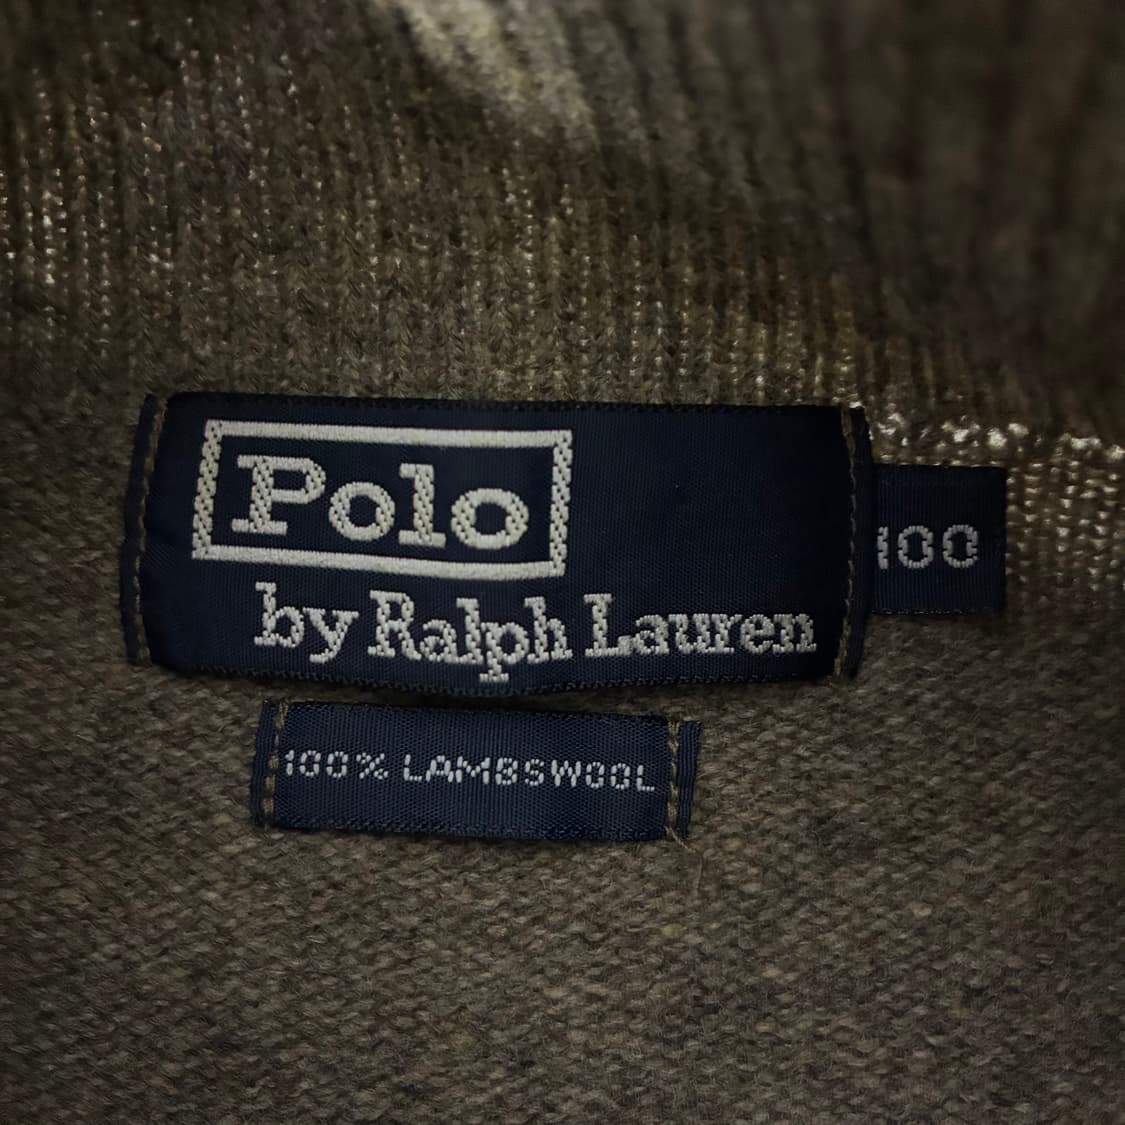 Polo
by Ralph Lauren
100
100% LAMBSWOOL